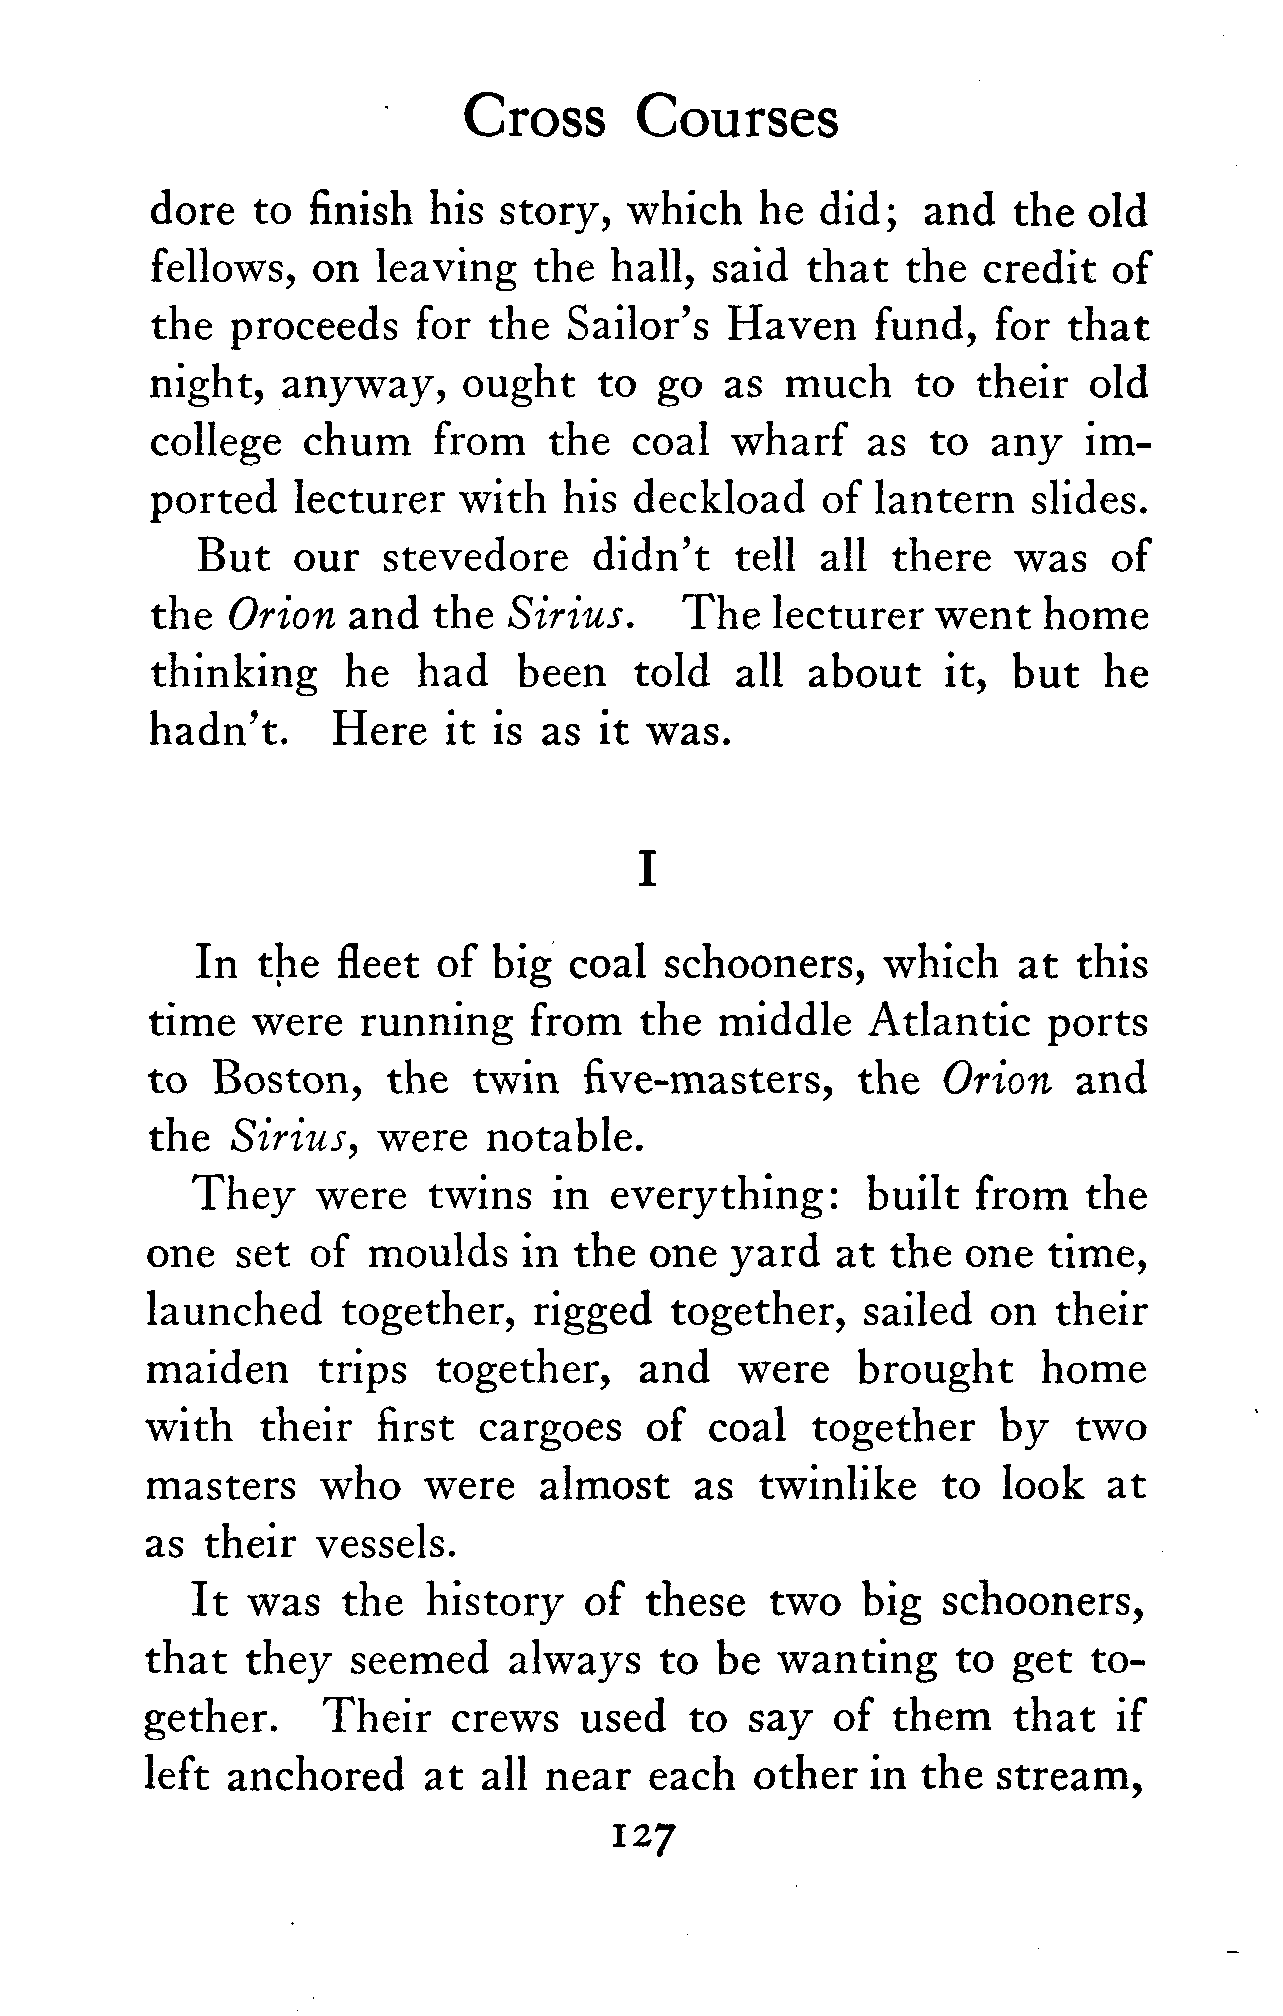 Cross Courses
dore to finish his story, which he did; and the old
fellows, on leaving the hall, said that the credit of
the proceeds for the Sailor's Haven fund, for that
night, anyway, ought to go as much to their old
college chum from the coal wharf as to any im-
ported lecturer with his deckload of lantern slides.
But our stevedore didn't tell all there was of
the Orion and the Sirius. The lecturer went home
thinking he had been told all about it, but he
hadn't. Here it is as it was.
I
In the fleet of big coal schooners, which at this
time were running from the middle Atlantic ports
to Boston, the twin five-masters, the Orion and
the Sirius, were notable.
They were twins in everything: built from the
one set of moulds in the one yard at the one time,
launched together, rigged together, sailed on their
maiden trips together, and were brought home
with their first cargoes of coal together by two
masters who were almost as twinlike to look at
as their vessels.
It was the history of these two big schooners,
that they seemed always to be wanting to get to-
gether. Their crews used to say of them that if
left anchored at all near each other in the stream,
127